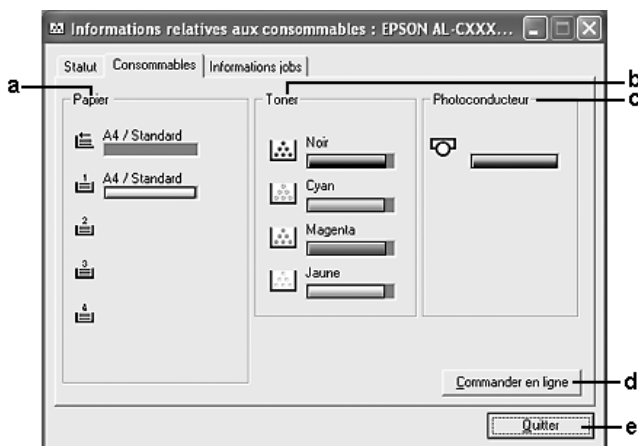 Informations relatives aux consommables : EPSON AL-CXXX...
Statut Consommables Informations jobs
a
b
c
Papier
Toner
Photoconducteur
A4 / Standard
1 A4 / Standard
2
3
4
Noir
Cyan
Magenta
Jaune
Commander en ligne
d
Quitter
e